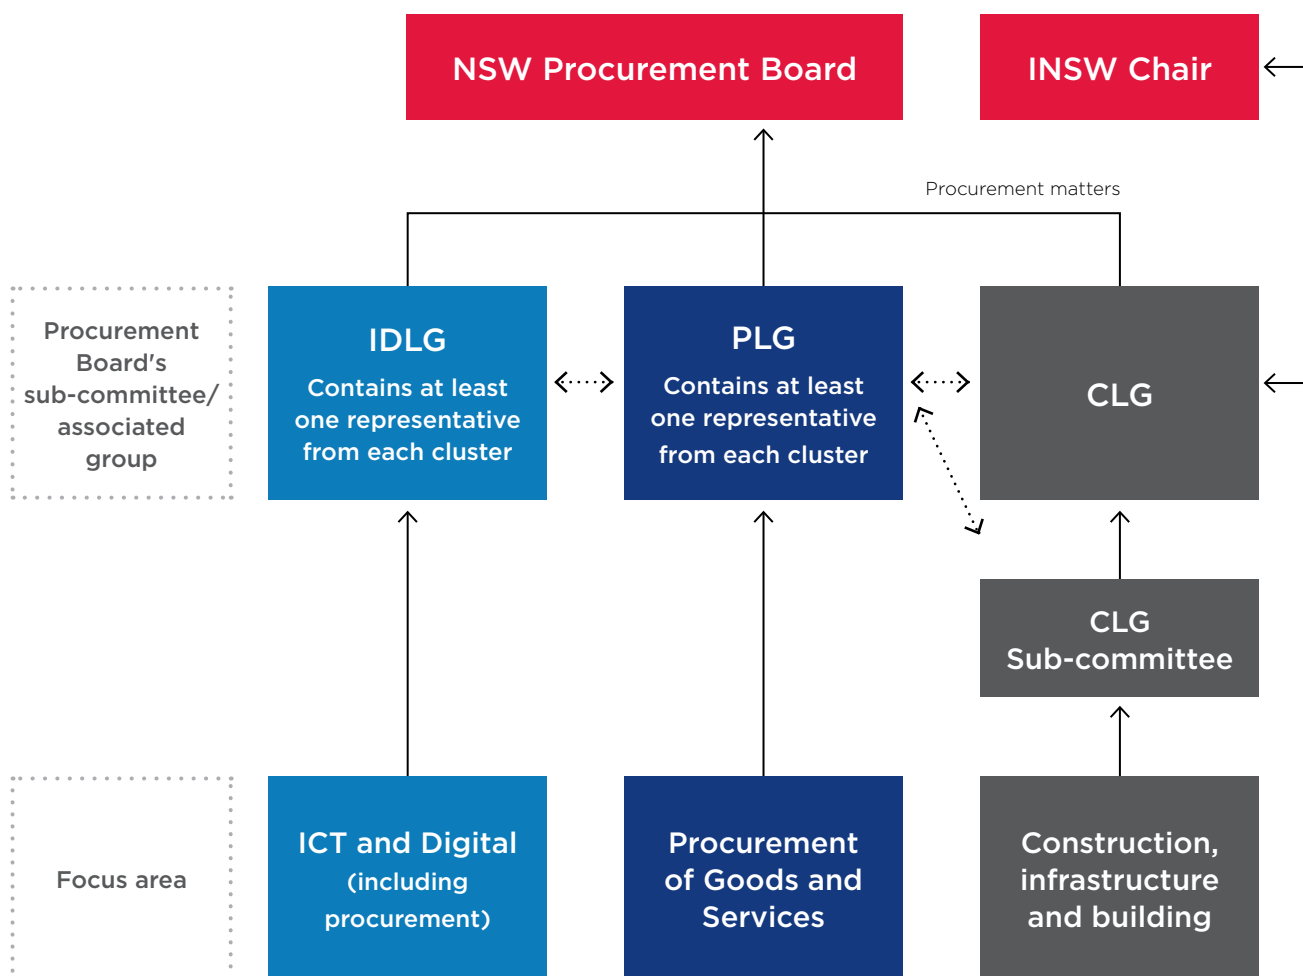 NSW Procurement Board
INSW Chair
Procurement matters
Procurement
Board's
sub-committee/
associated
group
IDLG
Contains at least
one representative
from each cluster
PLG
Contains at least
one representative
from each cluster
CLG
CLG
Sub-committee
Focus area
ICT and Digital
(including
procurement)
Procurement
of Goods and
Services
Construction,
infrastructure
and building